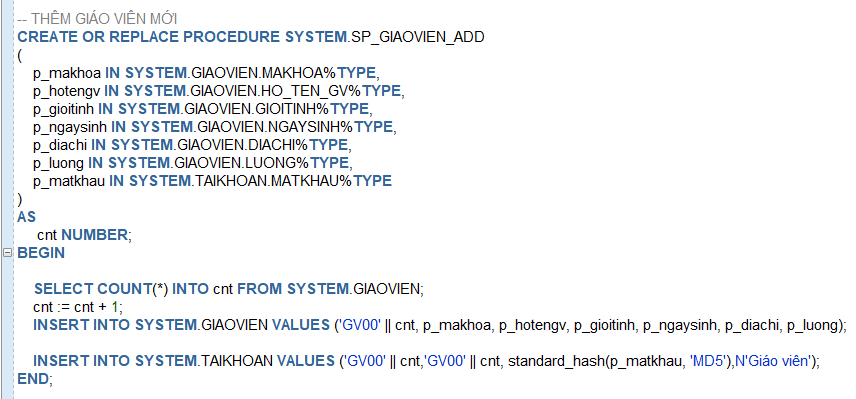 -- THÊM GIÁO VIÊN MỚI
CREATE OR REPLACE PROCEDURE SYSTEM.SP_GIAOVIEN_ADD
(
p_makhoa IN SYSTEM.GIAOVIEN.MAKHOA%TYPE,
p_hotengv IN SYSTEM.GIAOVIEN.HO_TEN_GV%TYPE,
p_gioitinh IN SYSTEM.GIAOVIEN.GIOITINH%TYPE,
p_ngaysinh IN SYSTEM.GIAOVIEN.NGAYSINH%TYPE,
p_diachi IN SYSTEM.GIAOVIEN.DIACHI%TYPE,
p_luong IN SYSTEM.GIAOVIEN.LUONG%TYPE,
p_matkhau IN SYSTEM.TAIKHOAN.MATKHAU%TYPE
)
AS
cnt NUMBER;
BEGIN
SELECT COUNT(*) INTO cnt FROM SYSTEM.GIAOVIEN;
cnt := cnt + 1;
INSERT INTO SYSTEM.GIAOVIEN VALUES ('GV00' || cnt, p_makhoa, p_hotengv, p_gioitinh, p_ngaysinh, p_diachi, p_luong);
INSERT INTO SYSTEM.TAIKHOAN VALUES ('GV00' || cnt,'GV00' || cnt, standard_hash(p_matkhau, 'MD5'),N'Giáo viên');
END;